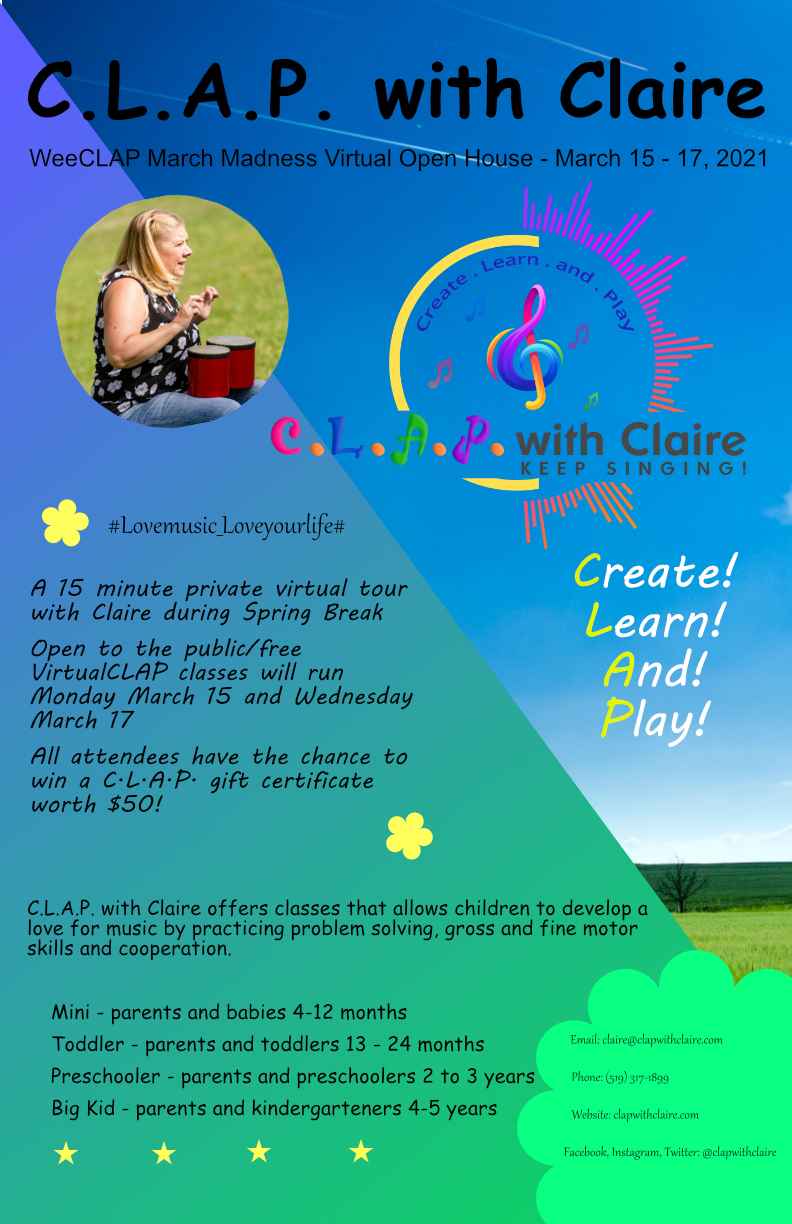 C.L.A.P. with Claire
WeeCLAP March Madness Virtual Open House - March 15 - 17, 2021
Create . Learn . and . Play
C.L.A.P. with Claire
KEEP SINGING!
#Lovemusic_Loveyourlife#
A 15 minute private virtual tour
with Claire during Spring Break
Open to the public/free
VirtualCLAP classes will run
Monday March 15 and Wednesday
March 17
All attendees have the chance to
win a C.L.A.P. gift certificate
worth $50!
Create!
Learn!
And!
Play!
C.L.A.P. with Claire offers classes that allows children to develop a
love for music by practicing problem solving, gross and fine motor
skills and cooperation.
Mini - parents and babies 4-12 months
Toddler - parents and toddlers 13 - 24 months
Preschooler - parents and preschoolers 2 to 3 years
Big Kid - parents and kindergarteners 4-5 years
Email: claire@clapwithclaire.com
Phone: (519) 317-1899
Website: clapwithclaire.com
Facebook, Instagram, Twitter: @clapwithclaire